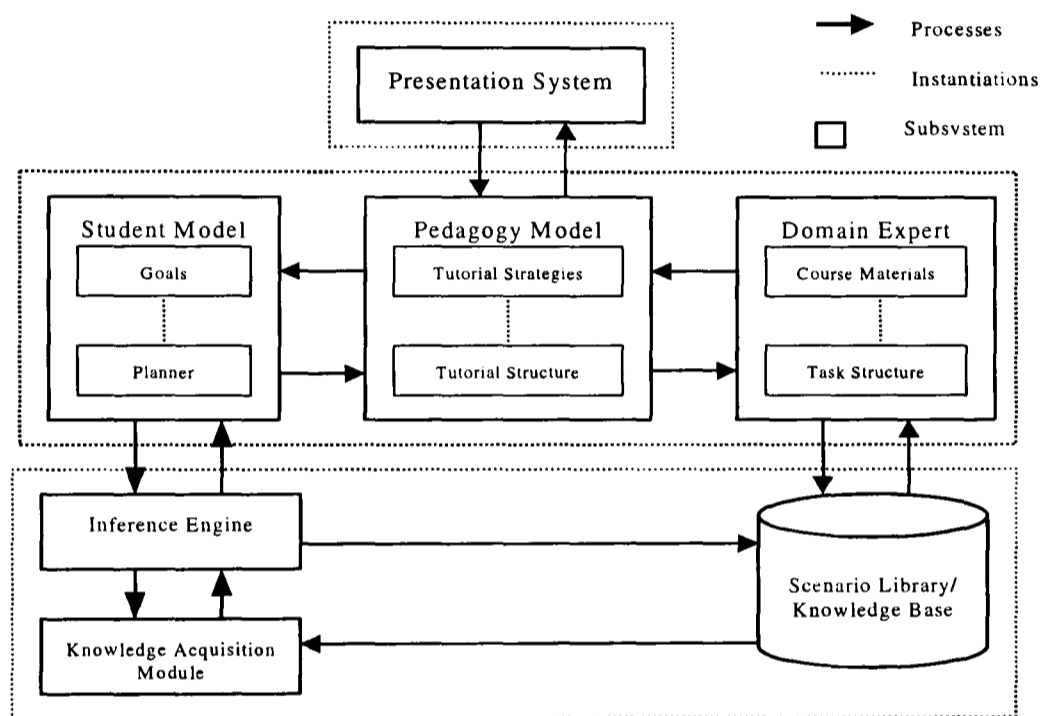 Processes
Presentation System
Instantiations
Subsystem
Student Model
Pedagogy Model
Domain Expert
Goals
Tutorial Strategies
Course Materials
Planner
Tutorial Structure
Task Structure
Inference Engine
Scenario Library/
Knowledge Base
Knowledge Acquisition
Module